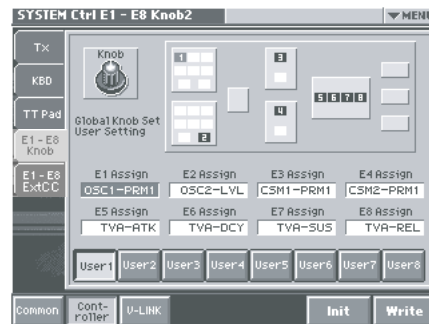 SYSTEM Ctrl E1 - E8 Knob2
▼MENU
Tx
KBD
TT Pad
E1-E8 Knob
E1-E8 ExtCC
Knob
Global Knob Set
User Setting
1
2
3
4
5 6 7 8
E1 Assign E2 Assign E3 Assign E4 Assign
OSC1-PRM1 OSC2-LVL CSM1-PRM1 CSM2-PRM1
E5 Assign E6 Assign E7 Assign E8 Assign
TVA-ATK TVA-DCY TVA-SUS TVA-REL
User1 User2 User3 User4 User5 User6 User7 User8
Common Cont-roller V-LINK Init Write